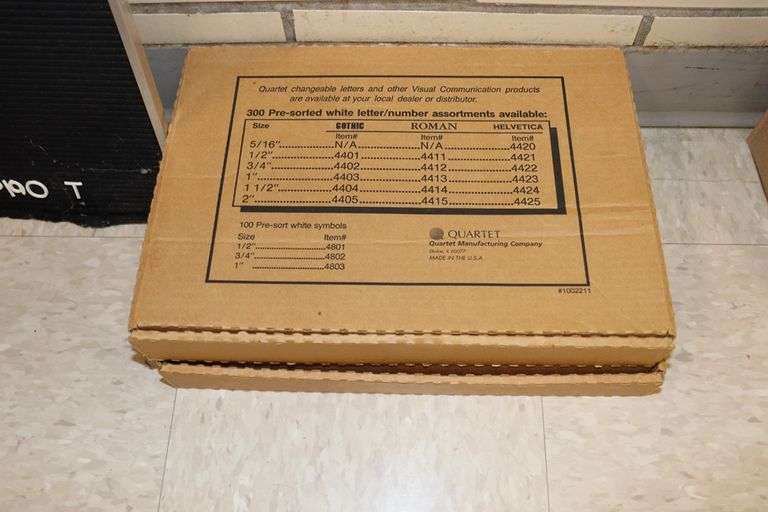 Quartet changeable letters and other Visual Communication products
are available at your local dealer or distributor.
300 Pre-sorted white letter/number assortments available:
Size GOTHIC ROMAN HELVETICA
Item# Item# Item#
5/16" N/A N/A 4420
1/2" 4401 4411 4421
3/4" 4402 4412 4422
1" 4403 4413 4423
1 1/2" 4404 4414 4424
2" 4405 4415 4425
100 Pre-sort white symbols
Size Item#
1/2" 4801
3/4" 4802
1" 4803
QUARTET
Quartet Manufacturing Company
Skokie, IL 60077
MADE IN THE U.S.A
#1002211
T